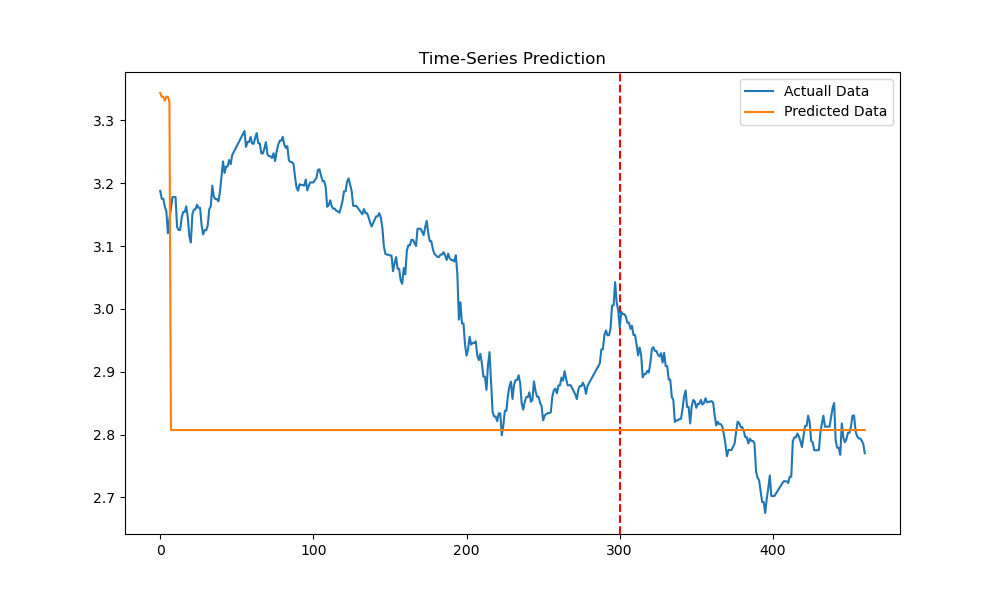 Time-Series Prediction
Actuall Data
Predicted Data
3.3
3.2
3.1
3.0
2.9
2.8
2.7
0 100 200 300 400